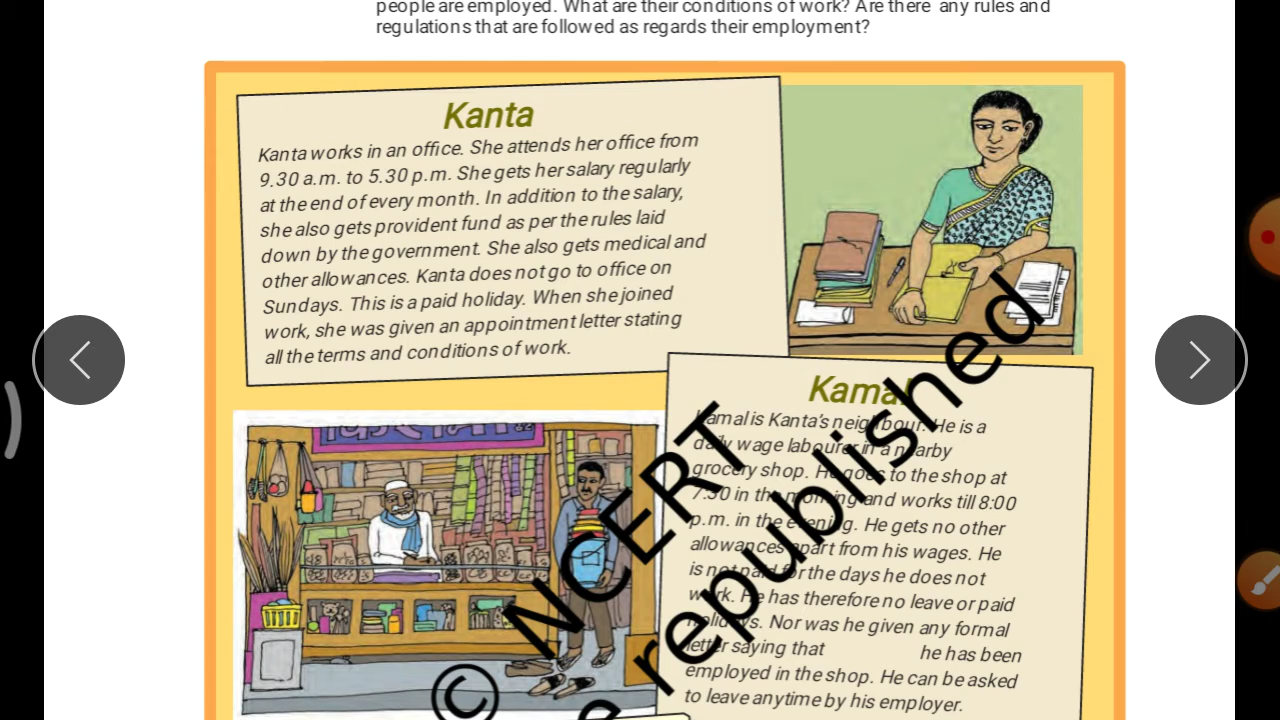 people are employed. What are their conditions of work? Are there any rules and
regulations that are followed as regards their employment?
Kanta
Kanta works in an office. She attends her office from
9.30 a.m. to 5.30 p.m. She gets her salary regularly
at the end of every month. In addition to the salary,
she also gets provident fund as per the rules laid
down by the government. She also gets medical and
other allowances. Kanta does not go to office on
Sundays. This is a paid holiday. When she joined
work, she was given an appointment letter stating
all the terms and conditions of work.
Kamal
Kamal is Kanta's neighbour. He is a
daily wage labourer in a nearby
grocery shop. He goes to the shop at
7:30 in the morning and works till 8:00
p.m. in the evening. He gets no other
allowances apart from his wages. He
is not paid for the days he does not
work. He has therefore no leave or paid
holidays. Nor was he given any formal
letter saying that he has been
employed in the shop. He can be asked
to leave anytime by his employer.
© NCERT
republished